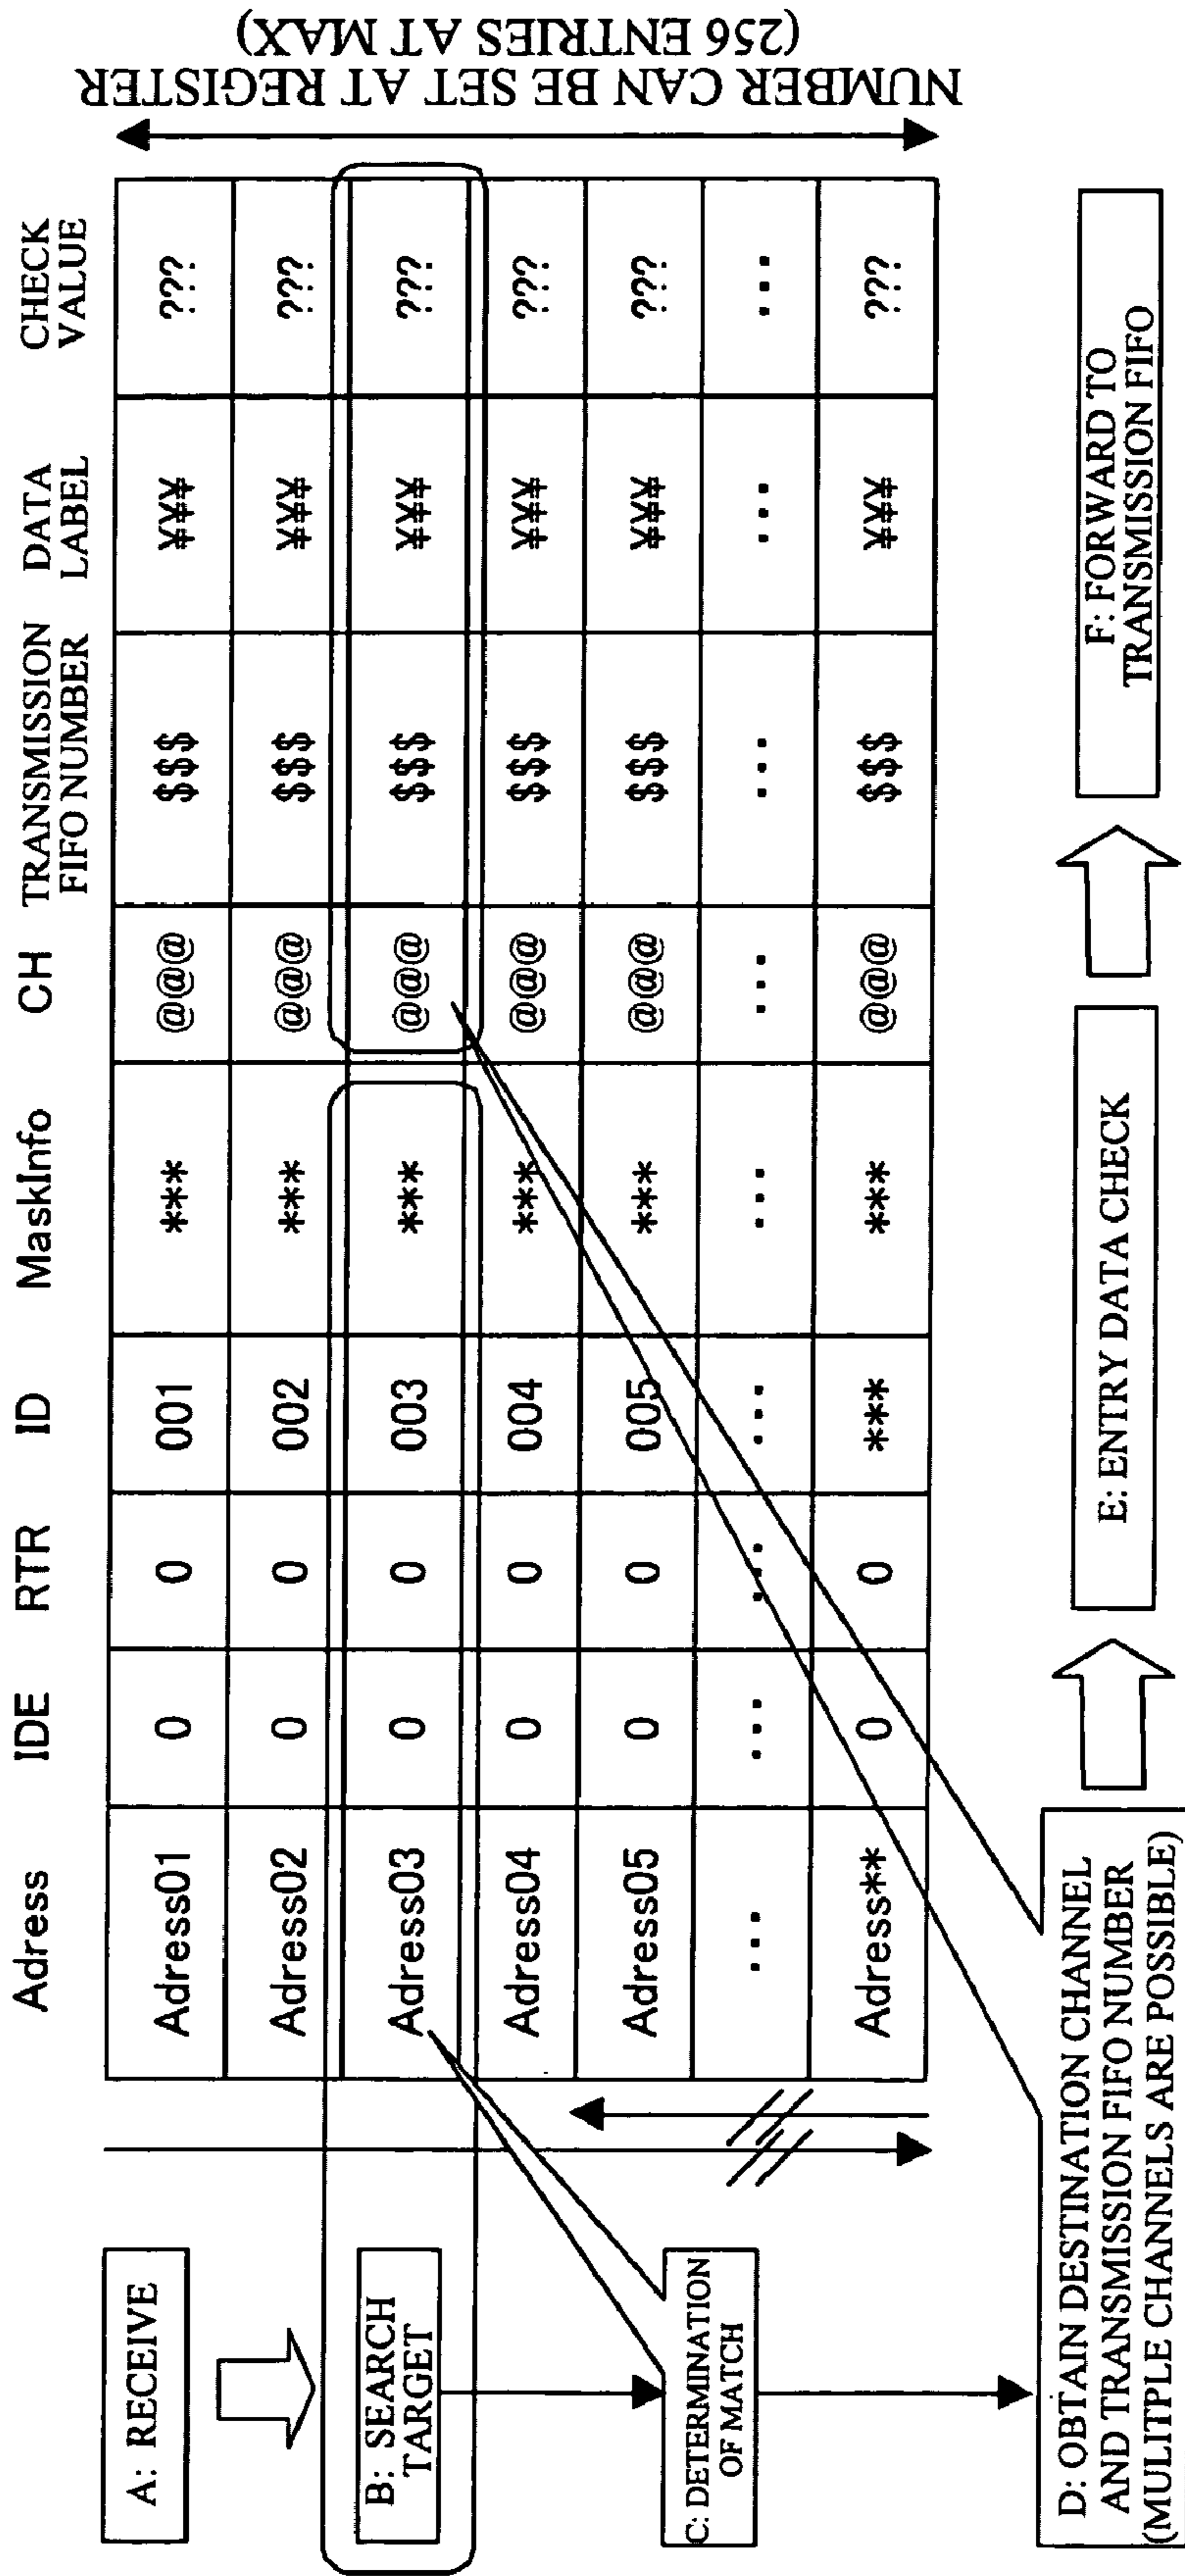 Adress IDE RTR ID MaskInfo CH TRANSMISSION FIFO NUMBER DATA LABEL CHECK VALUE
Adress01 0 0 001 *** @@@ $$$ ¥¥¥ ???
Adress02 0 0 002 *** @@@ $$$ ¥¥¥ ???
Adress03 0 0 003 *** @@@ $$$ ¥¥¥ ???
Adress04 0 0 004 *** @@@ $$$ ¥¥¥ ???
Adress05 0 0 005 *** @@@ $$$ ¥¥¥ ???
... ... ... ... ... ... ... ... ...
Adress** 0 0 *** *** @@@ $$$ ¥¥¥ ???
NUMBER CAN BE SET AT REGISTER
(256 ENTRIES AT MAX)
A: RECEIVE
B: SEARCH
TARGET
C: DETERMINATION
OF MATCH
D: OBTAIN DESTINATION CHANNEL
AND TRANSMISSION FIFO NUMBER
(MULITPLE CHANNELS ARE POSSIBLE)
E: ENTRY DATA CHECK
F: FORWARD TO
TRANSMISSION FIFO